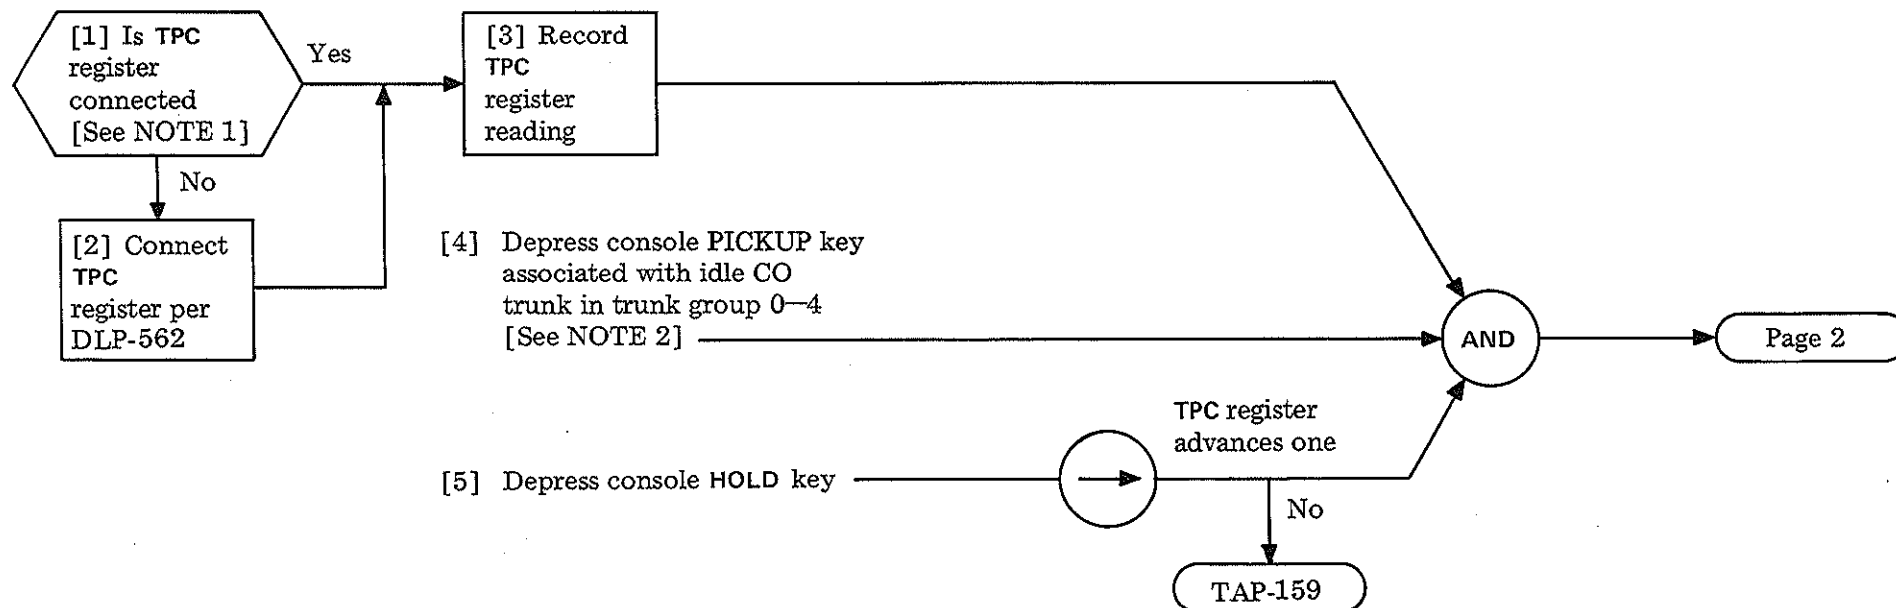 [1] Is TPC
register
connected
[See NOTE 1]
Yes
No
[2] Connect
TPC
register per
DLP-562
[3] Record
TPC
register
reading
[4] Depress console PICKUP key
associated with idle CO
trunk in trunk group 0—4
[See NOTE 2]
[5] Depress console HOLD key
TPC register
advances one
No
TAP-159
AND
Page 2